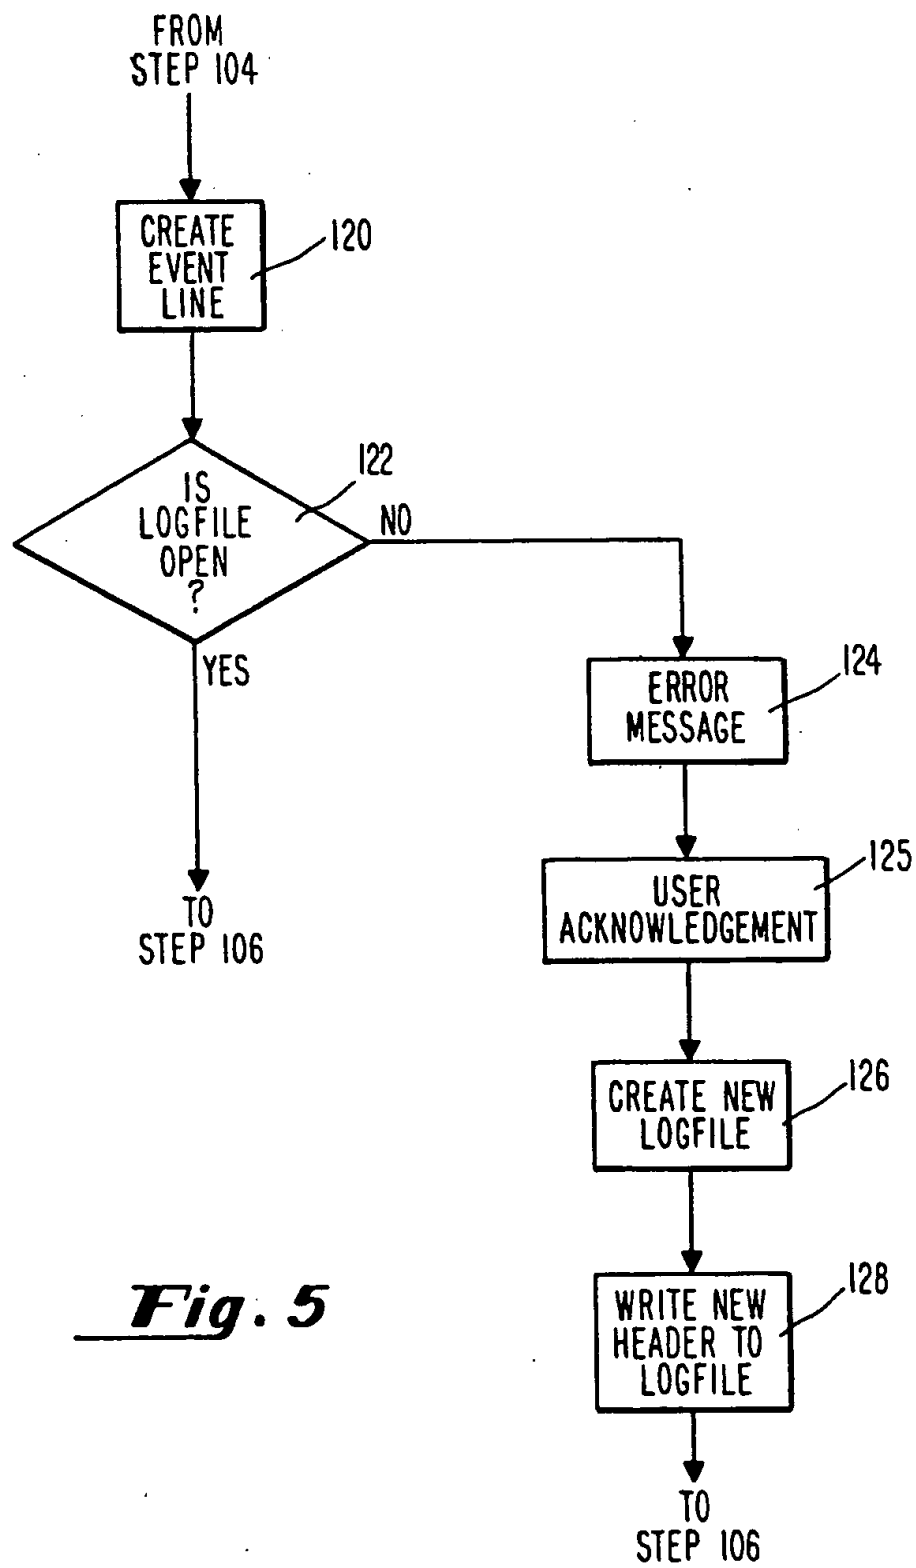 FROM
STEP 104
CREATE
EVENT
LINE
120
IS
LOGFILE
OPEN
?
122
NO
YES
TO
STEP 106
ERROR
MESSAGE
124
USER
ACKNOWLEDGEMENT
125
CREATE NEW
LOGFILE
126
WRITE NEW
HEADER TO
LOGFILE
128
TO
STEP 106
Fig. 5